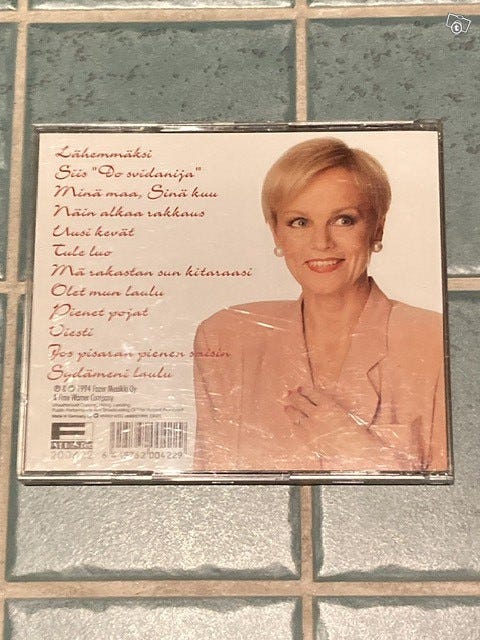 Lähemmäksi
Siis "Do svidanija"
Minä maa, Sinä kuu
Näin alkaa rakkaus
Uusi kevät
Tule luo
Mä rakastan sun kitaraasi
Olet mun laulu
Pienet pojat
Viesti
Jos pisaran pienen saisin
Sydämeni laulu
℗ & © 1994 Fazer Musiikki Oy
A Time Warner Company